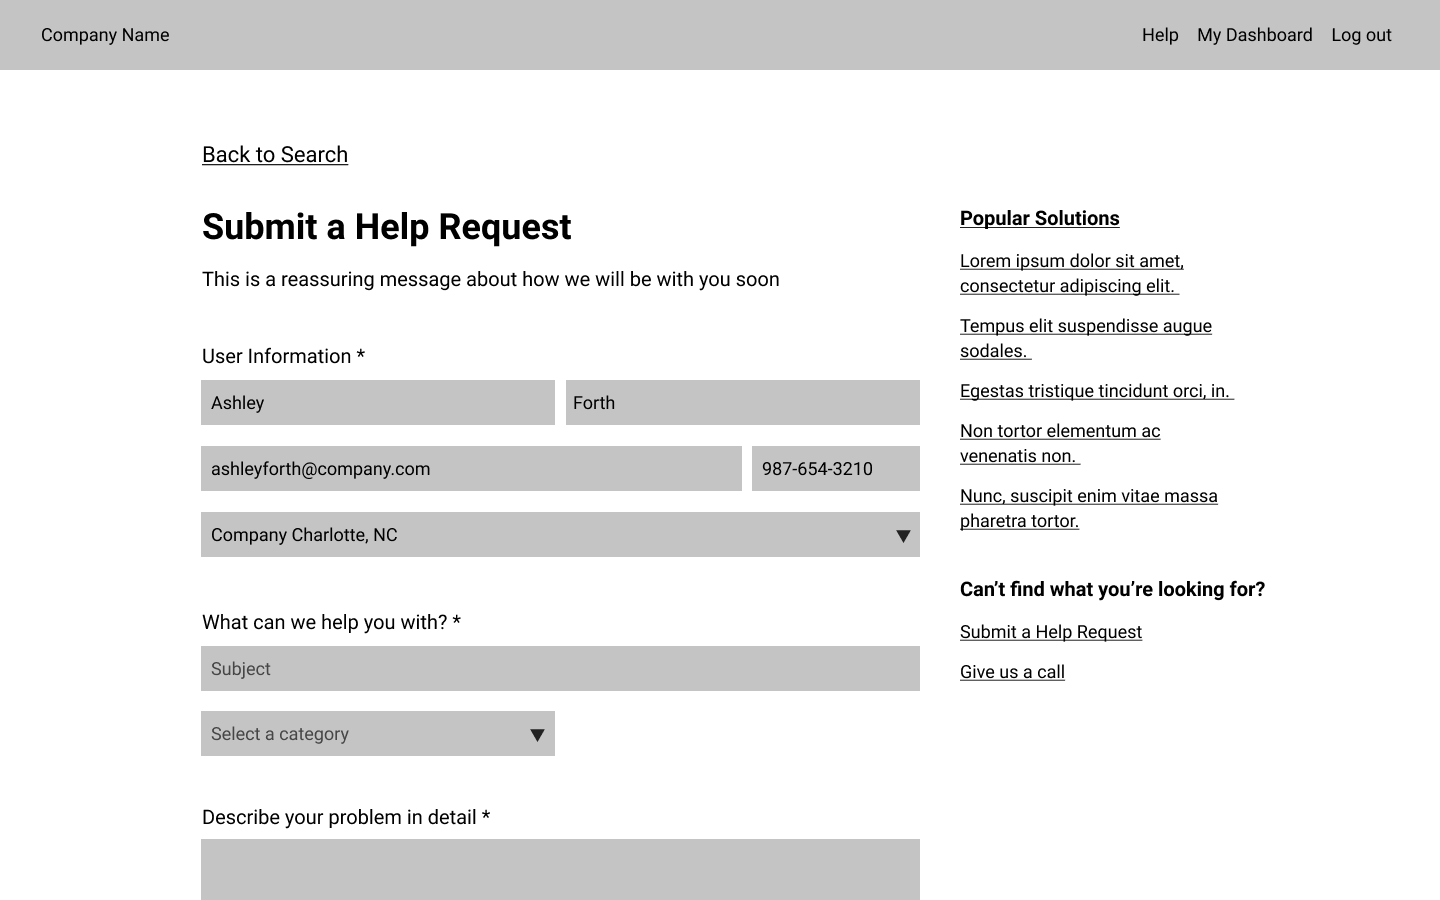 Company Name
Help My Dashboard Log out
Back to Search
Submit a Help Request
This is a reassuring message about how we will be with you soon
User Information *
Ashley
Forth
ashleyforth@company.com
987-654-3210
Company Charlotte, NC
What can we help you with? *
Subject
Select a category
Describe your problem in detail *
Popular Solutions
Lorem ipsum dolor sit amet,
consectetur adipiscing elit.
Tempus elit suspendisse augue
sodales.
Egestas tristique tincidunt orci, in.
Non tortor elementum ac
venenatis non.
Nunc, suscipit enim vitae massa
pharetra tortor.
Can’t find what you’re looking for?
Submit a Help Request
Give us a call